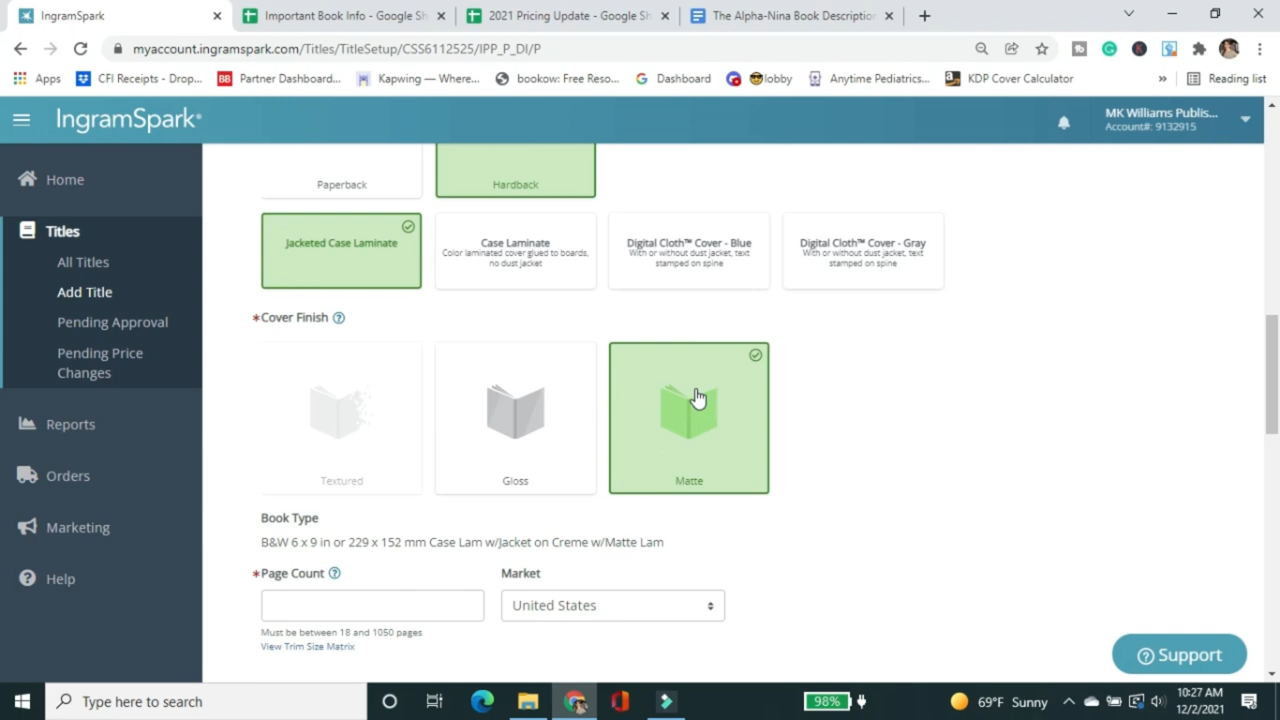 IngramSpark
Important Book Info - Google Sh
2021 Pricing Update - Google Sh
The Alpha-Nina Book Description
myaccount.ingramspark.com/Titles/TitleSetup/CSS6112525/IPP_P_DI/P
Apps
CFI Receipts - Drop...
Partner Dashboard...
Kapwing — Where...
bookow: Free Reso...
Dashboard
lobby
Anytime Pediatrics...
KDP Cover Calculator
»
Reading list
IngramSpark®
MK Williams Publis...
Account#: 9132915
Home
Titles
All Titles
Add Title
Pending Approval
Pending Price
Changes
Reports
Orders
Marketing
Help
Paperback
Hardback
Jacketed Case Laminate
Case Laminate
Color laminated cover glued to boards,
no dust jacket
Digital Cloth™ Cover - Blue
With or without dust jacket, text
stamped on spine
Digital Cloth™ Cover - Gray
With or without dust jacket, text
stamped on spine
*Cover Finish
Textured
Gloss
Matte
Book Type
B&W 6 x 9 in or 229 x 152 mm Case Lam w/Jacket on Creme w/Matte Lam
*Page Count
Market
United States
Must be between 18 and 1050 pages
View Trim Size Matrix
Support
Type here to search
98%
69°F Sunny
10:27 AM
12/2/2021